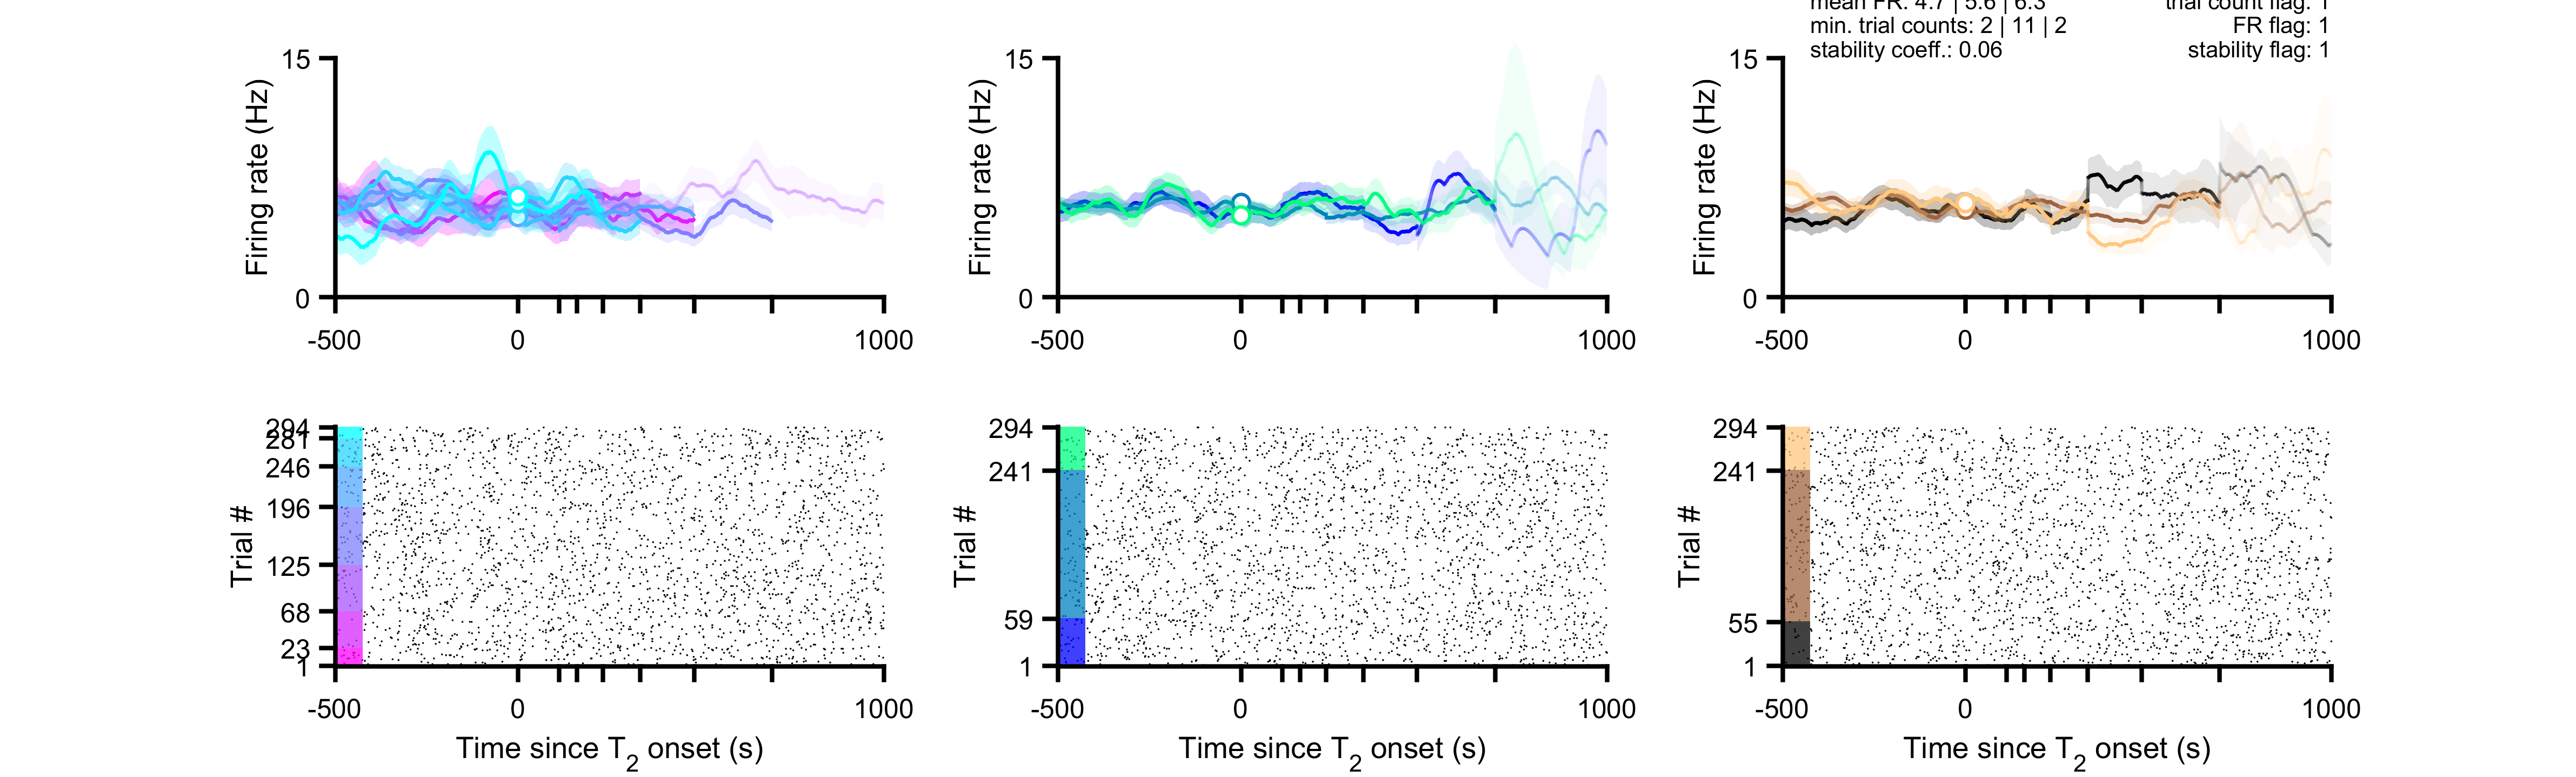 mean FR: 4.7 | 5.6 | 6.3 trial count flag: 1
min. trial counts: 2 | 11 | 2 FR flag: 1
stability coeff.: 0.06 stability flag: 1
15 15 15
Firing rate (Hz) Firing rate (Hz) Firing rate (Hz)
0 0 0
-500 0 1000 -500 0 1000 -500 0 1000
294 294 294
281
246 241 241
196
125
68 59 55
23
1 1 1
Trial # Trial # Trial #
-500 0 1000 -500 0 1000 -500 0 1000
Time since T2 onset (s) Time since T2 onset (s) Time since T2 onset (s)